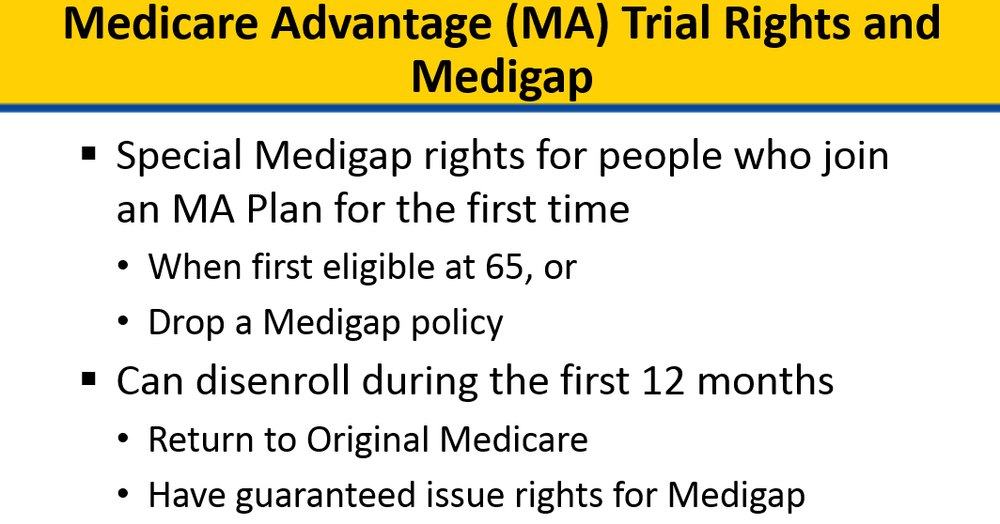 Medicare Advantage (MA) Trial Rights and
Medigap
▪ Special Medigap rights for people who join
an MA Plan for the first time
• When first eligible at 65, or
• Drop a Medigap policy
▪ Can disenroll during the first 12 months
• Return to Original Medicare
• Have guaranteed issue rights for Medigap